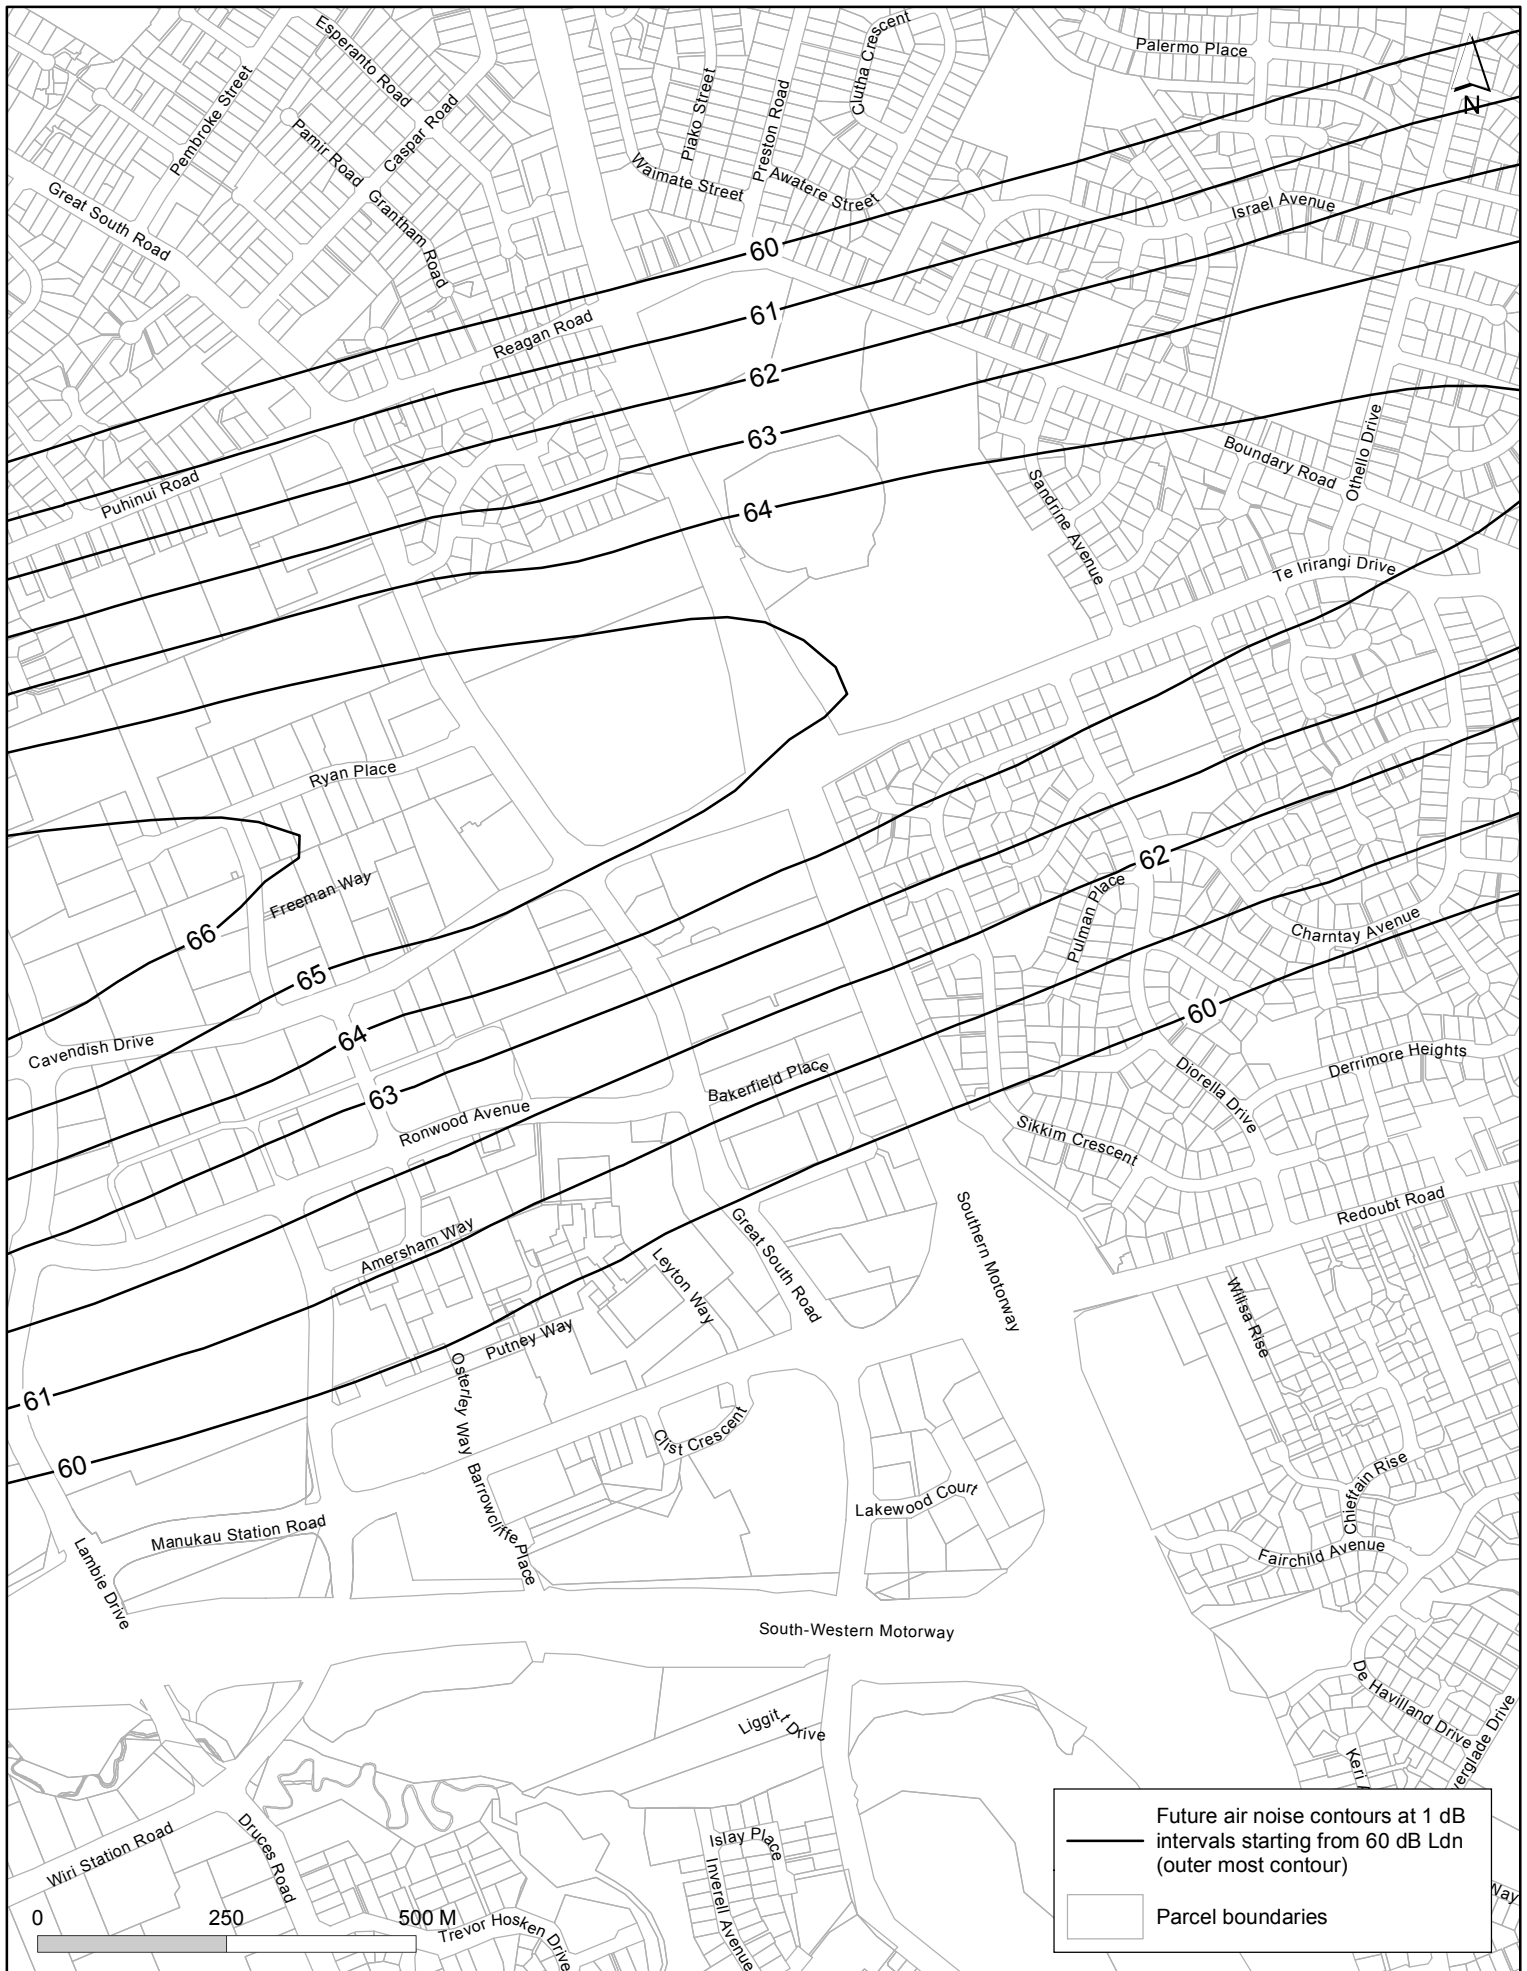 Esperanto Road
Clutha Crescent
Palermo Place
N
Pembroke Street
Pamir Road
Caspar Road
Piako Street
Preston Road
Waimate Street
Awatere Street
Great South Road
Grantham Road
Israel Avenue
60
61
Reagan Road
62
63
Puhinui Road
64
Boundary Road
Othello Drive
Sandrine Avenue
Te Irirangi Drive
Ryan Place
Freeman Way
66
65
64
62
Pulman Place
Charntay Avenue
60
Cavendish Drive
63
Ronwood Avenue
Bakerfield Place
Diorella Drive
Derrimore Heights
Sikkim Crescent
Redoubt Road
Amersham Way
Leyton Way
Great South Road
Southern Motorway
Putney Way
Osterley Way
Wilisa Rise
61
60
Clist Crescent
Barrowcliffe Place
Lakewood Court
Chieftain Rise
Manukau Station Road
Fairchild Avenue
Lambie Drive
South-Western Motorway
De Havilland Drive
verglade Drive
Liggitt Drive
Keri
Wiri Station Road
Druces Road
Islay Place
Inverell Avenue
Trevor Hosken Drive
Way
0 250 500 M
Future air noise contours at 1 dB
intervals starting from 60 dB Ldn
(outer most contour)
Parcel boundaries